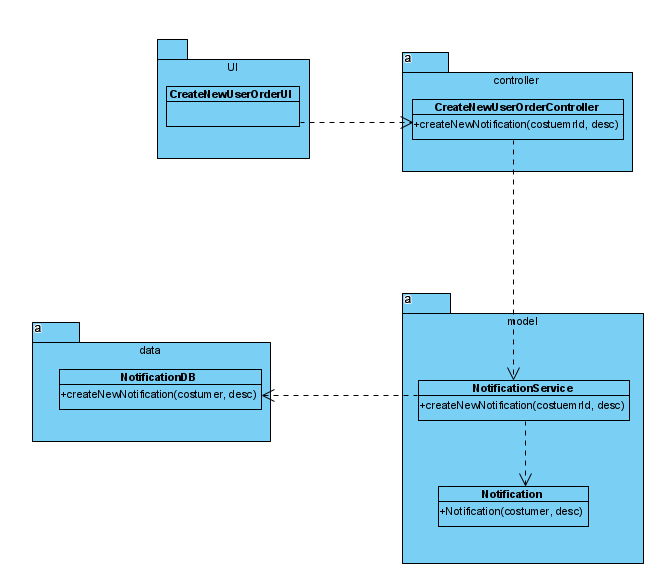 UI
CreateNewUserOrderUI
a
controller
CreateNewUserOrderController
+createNewNotification(costuemrId, desc)
a
data
NotificationDB
+createNewNotification(costumer, desc)
a
model
NotificationService
+createNewNotification(costuemrId, desc)
Notification
+Notification(costumer, desc)